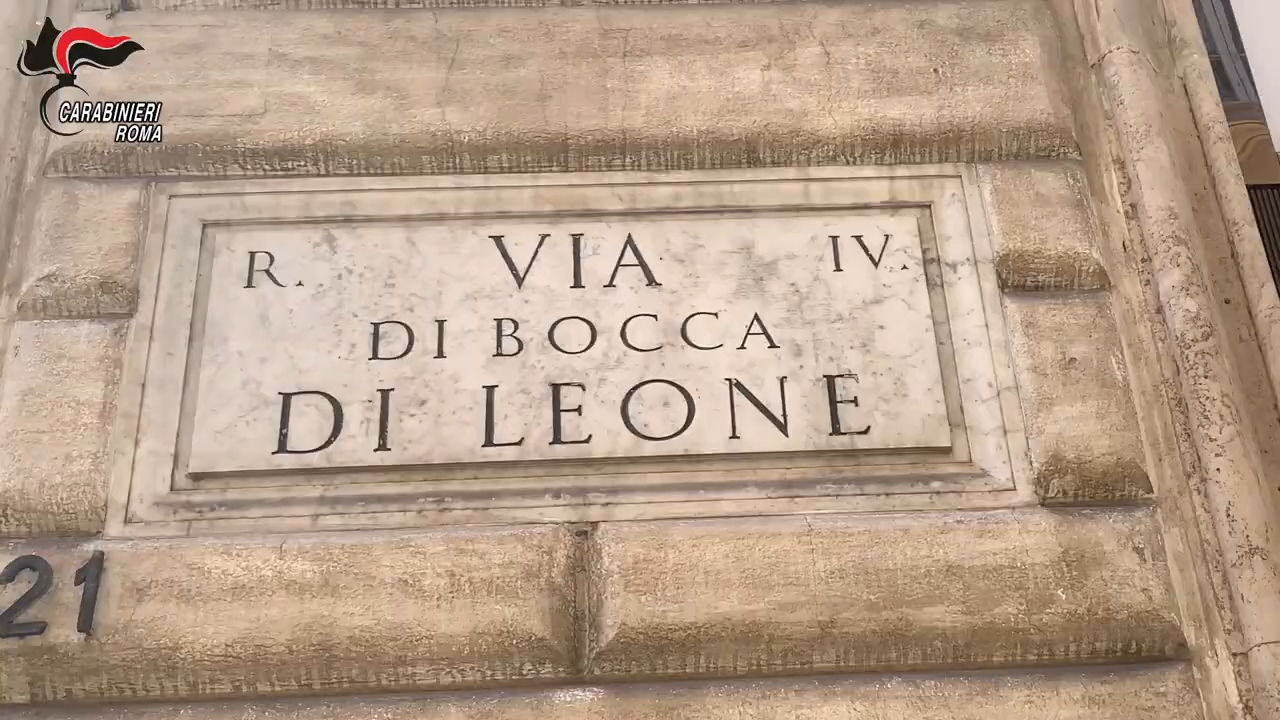 CARABINIERI
ROMA
R. VIA IV.
DI BOCCA
DI LEONE
21